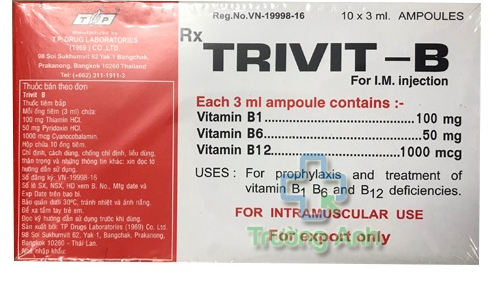 TP
Manufactured by
T.P. DRUG LABORATORIES
(1969) CO.,LTD
98 Soi Sukhumvit 62, Yak 1 Bangchak,
Prakanong, Bangkok 10260 Thailand
Tel.: (+662) 311-1911-3
Thuốc bán theo đơn
Trivit B
Thuốc tiêm bắp
Mỗi ống tiêm (3 ml) chứa:
100 mg Thiamin HCl.
50 mg Pyridoxin HCl.
1000 mcg Cyanocobalamin.
Hộp chứa 10 ống tiêm.
Chỉ định, cách dùng, chống chỉ định, liều dùng,
thận trọng và những thông tin khác: xin đọc tờ
hướng dẫn sử dụng.
Số đăng ký: VN-19998-16
Số lô SX, NSX, HD xem B. No., Mfg date và
Exp Date trên bao bì.
Bảo quản dưới 30°C, tránh nhiệt và ánh nắng.
Để xa tầm tay trẻ em.
Đọc kỹ hướng dẫn sử dụng trước khi dùng.
Sản xuất tại: TP Drug Laboratories (1969) Co. Ltd.
98 Soi Sukhumvit 62, Yak 1, Bangchak, Prakanong,
Bangkok 10260 - Thái Lan.
Nhà nhập khẩu:
Reg.No.VN-19998-16
10 x 3 ml. AMPOULES
Rx
TRIVIT-B
For I.M. injection
Each 3 ml ampoule contains :-
Vitamin B1 100 mg
Vitamin B6 50 mg
Vitamin B12 1000 mcg
USES : For prophylaxis and treatment of
vitamin B1 B6 and B12 deficiencies.
FOR INTRAMUSCULAR USE
For export only
Trường Anh